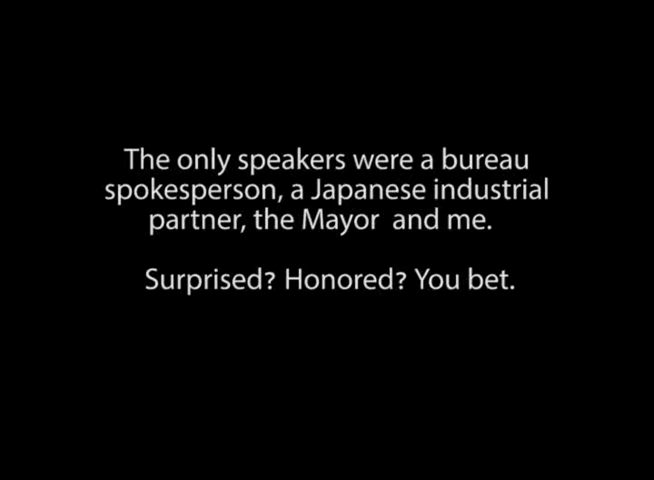 The only speakers were a bureau
spokesperson, a Japanese industrial
partner, the Mayor  and me.
Surprised? Honored? You bet.